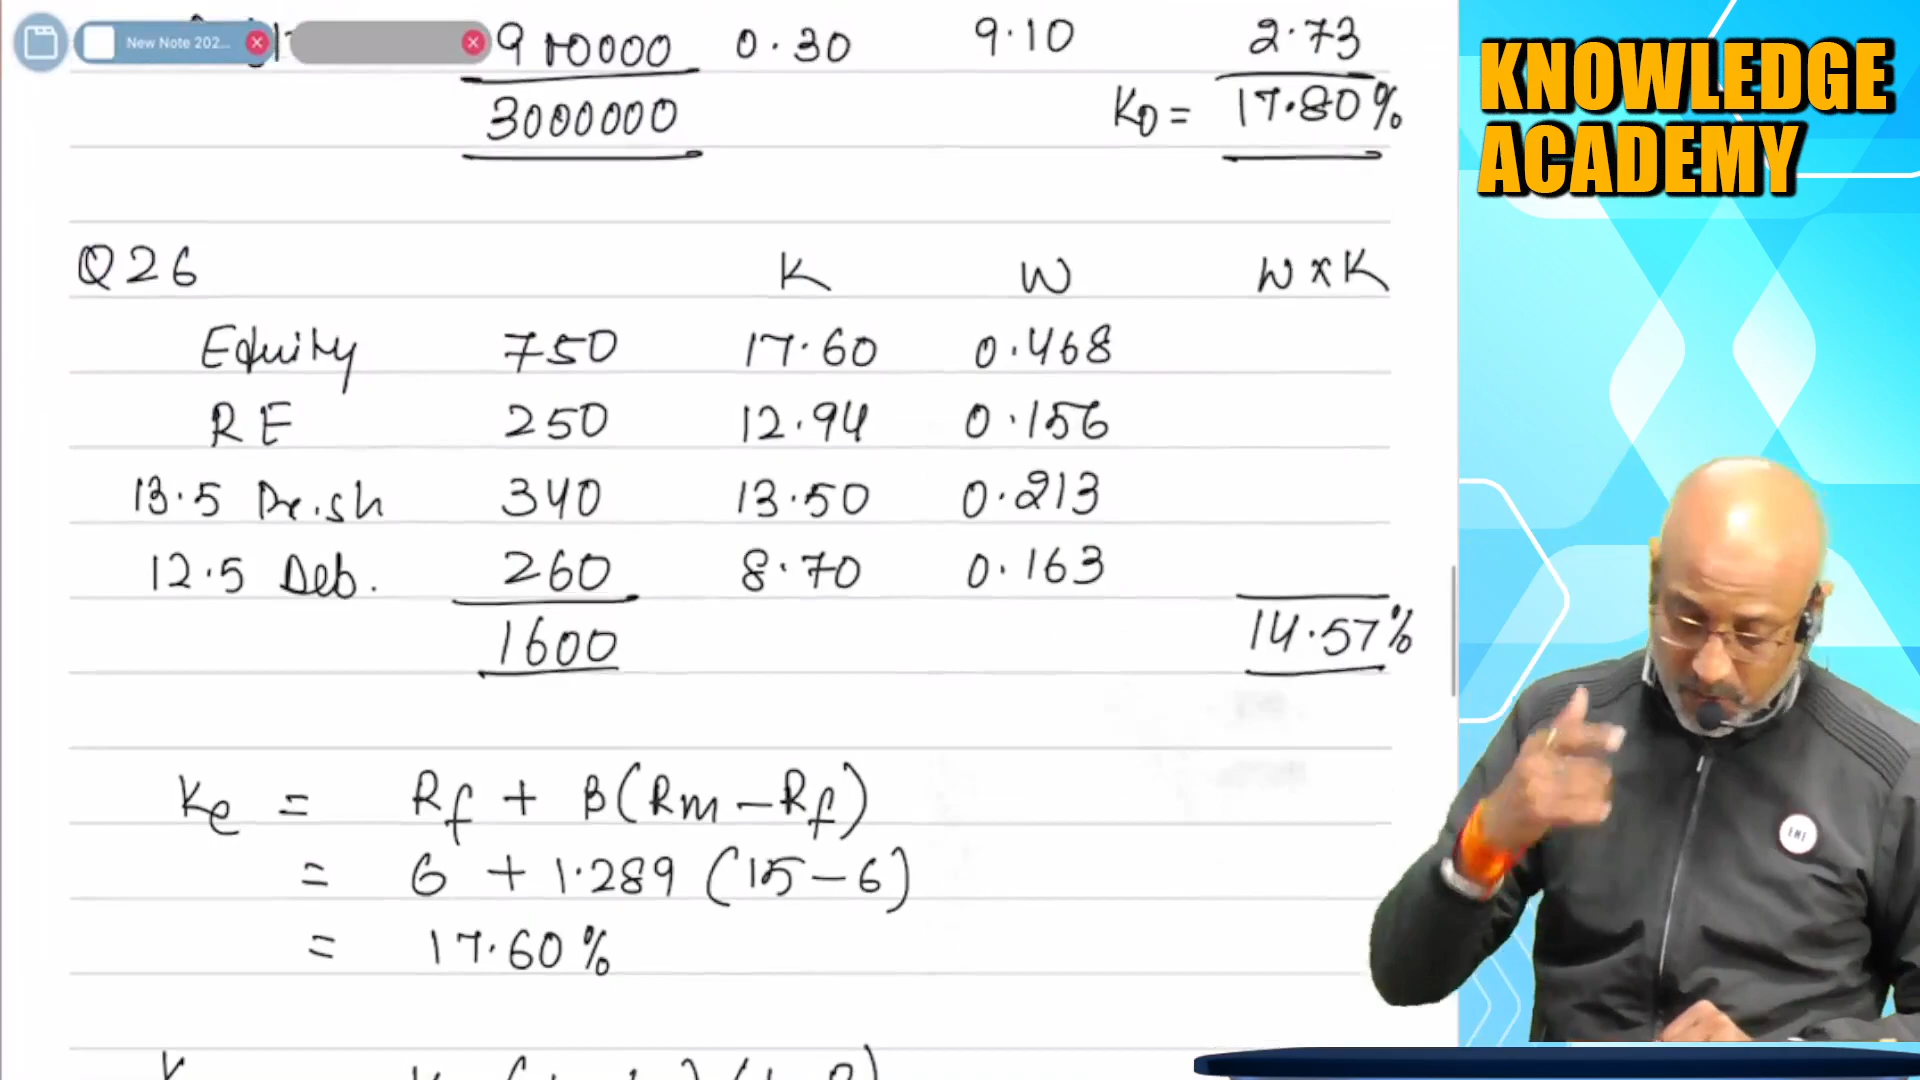 New Note 202...
900000 0.30 9.10 2.73
3000000 Ko = 17.80%
KNOWLEDGE
ACADEMY
Q26 K W W x K
Equity 750 17.60 0.468
RE 250 12.94 0.156
13.5 Pr.sh 340 13.50 0.213
12.5 Deb. 260 8.70 0.163
1600 14.57%
Ke = Rf + B(Rm - Rf)
= 6 + 1.289 (15 - 6)
= 17.60%